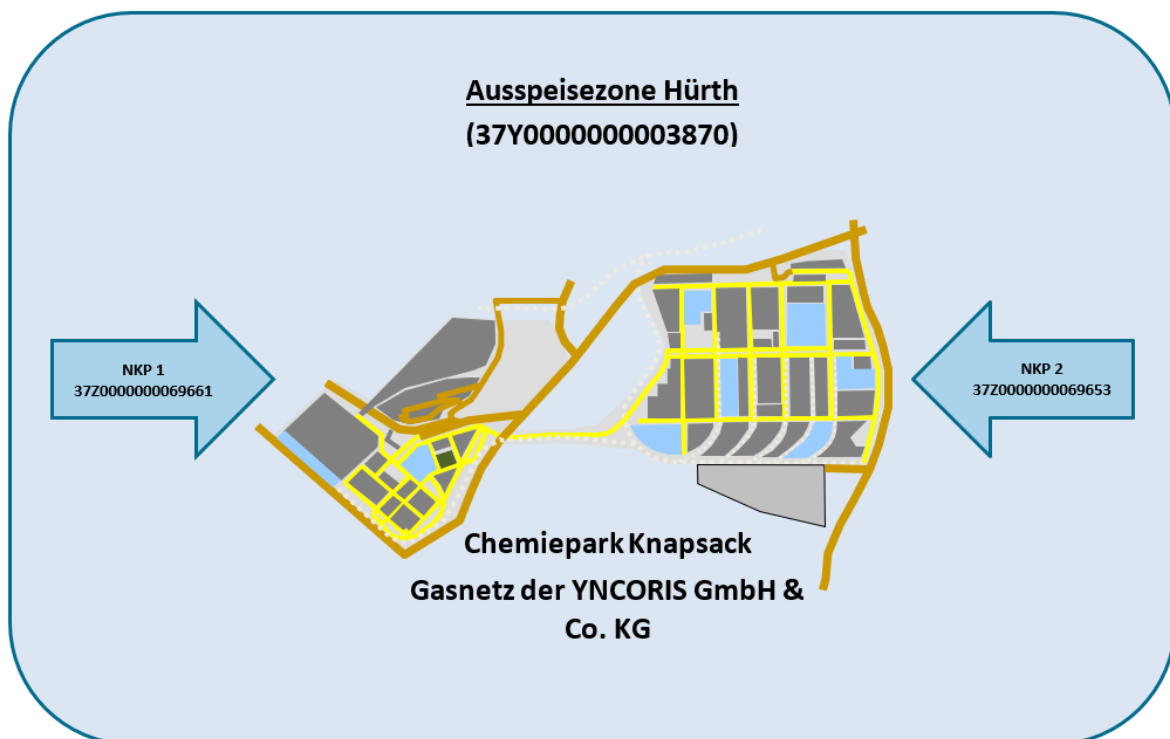 Ausspeisezone Hürth
(37Y0000000003870)
NKP 1
37Z0000000069661
NKP 2
37Z0000000069653
Chemiepark Knapsack
Gasnetz der YNCORIS GmbH &
Co. KG